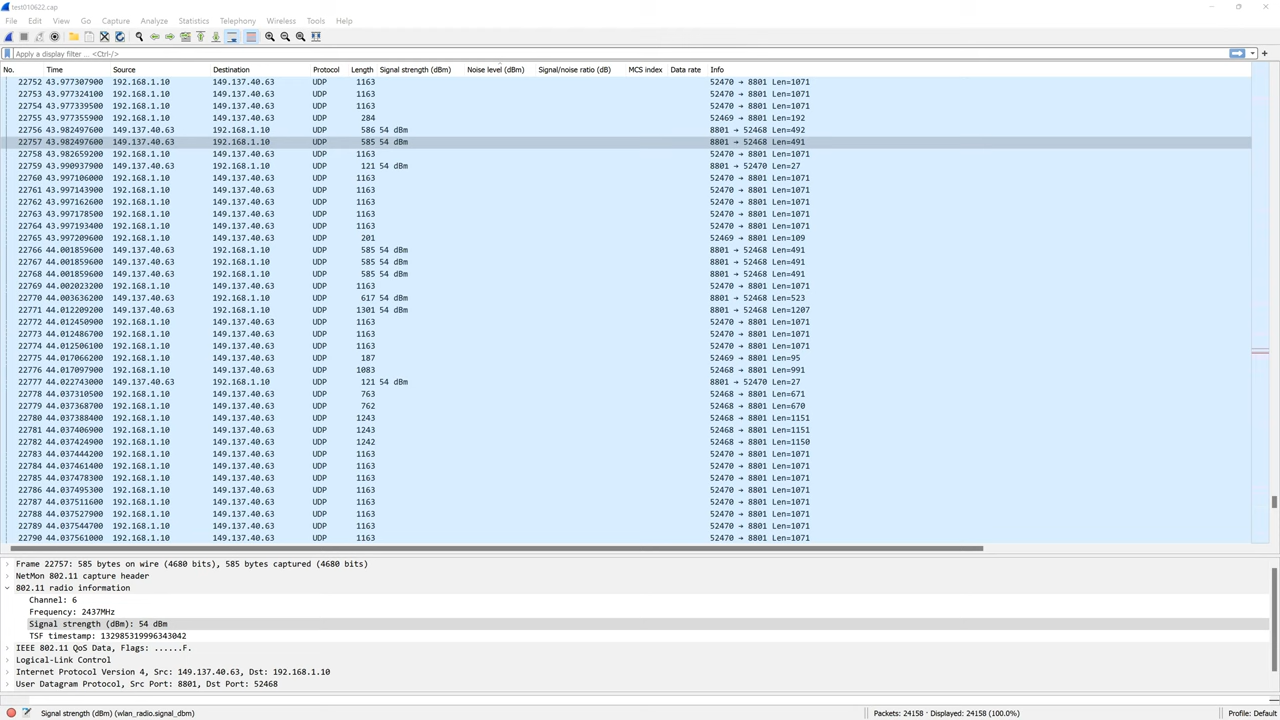 test010622.cap
File Edit View Go Capture Analyze Statistics Telephony Wireless Tools Help
Apply a display filter ... <Ctrl-/>
No. Time Source Destination Protocol Length Signal strength (dBm) Noise level (dBm) Signal/noise ratio (dB) MCS index Data rate Info
22752 43.977307900 192.168.1.10 149.137.40.63 UDP 1163 52470 → 8801 Len=1071
22753 43.977324100 192.168.1.10 149.137.40.63 UDP 1163 52470 → 8801 Len=1071
22754 43.977339500 192.168.1.10 149.137.40.63 UDP 1163 52470 → 8801 Len=1071
22755 43.977355900 192.168.1.10 149.137.40.63 UDP 284 52469 → 8801 Len=192
22756 43.982497600 149.137.40.63 192.168.1.10 UDP 586 54 dBm 8801 → 52468 Len=492
22757 43.982497600 149.137.40.63 192.168.1.10 UDP 585 54 dBm 8801 → 52468 Len=491
22758 43.982659200 192.168.1.10 149.137.40.63 UDP 1163 52470 → 8801 Len=1071
22759 43.990937900 149.137.40.63 192.168.1.10 UDP 121 54 dBm 8801 → 52470 Len=27
22760 43.997106000 192.168.1.10 149.137.40.63 UDP 1163 52470 → 8801 Len=1071
22761 43.997143900 192.168.1.10 149.137.40.63 UDP 1163 52470 → 8801 Len=1071
22762 43.997162600 192.168.1.10 149.137.40.63 UDP 1163 52470 → 8801 Len=1071
22763 43.997178500 192.168.1.10 149.137.40.63 UDP 1163 52470 → 8801 Len=1071
22764 43.997193400 192.168.1.10 149.137.40.63 UDP 1163 52470 → 8801 Len=1071
22765 43.997209600 192.168.1.10 149.137.40.63 UDP 201 52469 → 8801 Len=109
22766 44.001859600 149.137.40.63 192.168.1.10 UDP 585 54 dBm 8801 → 52468 Len=491
22767 44.001859600 149.137.40.63 192.168.1.10 UDP 585 54 dBm 8801 → 52468 Len=491
22768 44.001859600 149.137.40.63 192.168.1.10 UDP 585 54 dBm 8801 → 52468 Len=491
22769 44.002023200 192.168.1.10 149.137.40.63 UDP 1163 52470 → 8801 Len=1071
22770 44.003636200 149.137.40.63 192.168.1.10 UDP 617 54 dBm 8801 → 52468 Len=523
22771 44.012209200 149.137.40.63 192.168.1.10 UDP 1301 54 dBm 8801 → 52468 Len=1207
22772 44.012450900 192.168.1.10 149.137.40.63 UDP 1163 52470 → 8801 Len=1071
22773 44.012486700 192.168.1.10 149.137.40.63 UDP 1163 52470 → 8801 Len=1071
22774 44.012506100 192.168.1.10 149.137.40.63 UDP 1163 52470 → 8801 Len=1071
22775 44.017066200 192.168.1.10 149.137.40.63 UDP 187 52469 → 8801 Len=95
22776 44.017097900 192.168.1.10 149.137.40.63 UDP 1083 52470 → 8801 Len=991
22777 44.022743000 149.137.40.63 192.168.1.10 UDP 121 54 dBm 8801 → 52470 Len=27
22778 44.037310500 192.168.1.10 149.137.40.63 UDP 763 52468 → 8801 Len=671
22779 44.037368700 192.168.1.10 149.137.40.63 UDP 762 52468 → 8801 Len=670
22780 44.037388400 192.168.1.10 149.137.40.63 UDP 1243 52468 → 8801 Len=1151
22781 44.037406900 192.168.1.10 149.137.40.63 UDP 1243 52468 → 8801 Len=1151
22782 44.037424900 192.168.1.10 149.137.40.63 UDP 1242 52468 → 8801 Len=1150
22783 44.037444200 192.168.1.10 149.137.40.63 UDP 1163 52470 → 8801 Len=1071
22784 44.037461400 192.168.1.10 149.137.40.63 UDP 1163 52470 → 8801 Len=1071
22785 44.037478300 192.168.1.10 149.137.40.63 UDP 1163 52470 → 8801 Len=1071
22786 44.037495300 192.168.1.10 149.137.40.63 UDP 1163 52470 → 8801 Len=1071
22787 44.037511600 192.168.1.10 149.137.40.63 UDP 1163 52470 → 8801 Len=1071
22788 44.037527900 192.168.1.10 149.137.40.63 UDP 1163 52470 → 8801 Len=1071
22789 44.037544700 192.168.1.10 149.137.40.63 UDP 1163 52470 → 8801 Len=1071
22790 44.037561000 192.168.1.10 149.137.40.63 UDP 1163 52470 → 8801 Len=1071
Frame 22757: 585 bytes on wire (4680 bits), 585 bytes captured (4680 bits)
NetMon 802.11 capture header
802.11 radio information
Channel: 6
Frequency: 2437MHz
Signal strength (dBm): 54 dBm
TSF timestamp: 132985319996343042
IEEE 802.11 QoS Data, Flags: ......F.
Logical-Link Control
Internet Protocol Version 4, Src: 149.137.40.63, Dst: 192.168.1.10
User Datagram Protocol, Src Port: 8801, Dst Port: 52468
Signal strength (dBm) (wlan_radio.signal_dbm) Packets: 24158 · Displayed: 24158 (100.0%) Profile: Default